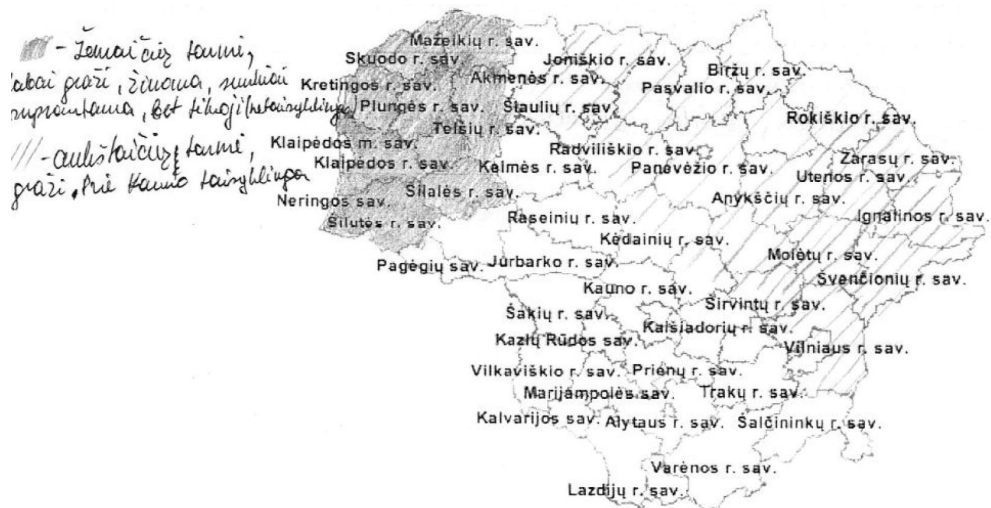 - Žemaičių tarmė,
labai graži, žinoma, sunkiai
suprantama, bet tikroji (netaisyklinga)
- aukštaičių tarmė,
graži. Prie Kauno taisyklinga
Mažeikių r. sav.
Skuodo r. sav.
Joniškio r. sav.
Biržų r. sav.
Kretingos r. sav.
Akmenės r. sav.
Pasvalio r. sav.
Plungės r. sav.
Šiaulių r. sav.
Rokiškio r. sav.
Telšių r. sav.
Klaipėdos m. sav.
Radviliškio r. sav.
Zarasų r. sav.
Klaipėdos r. sav.
Kelmės r. sav.
Panevėžio r. sav.
Utenos r. sav.
Neringos sav.
Šilalės r. sav.
Anykščių r. sav.
Šilutės r. sav.
Raseinių r. sav.
Ignalinos r. sav.
Kėdainių r. sav.
Molėtų r. sav.
Pagėgių sav.
Jurbarko r. sav.
Švenčionių r. sav.
Kauno r. sav.
Širvintų r. sav.
Šakių r. sav.
Kaišiadorių r. sav.
Kazlų Rūdos sav.
Vilniaus r. sav.
Vilkaviškio r. sav.
Prienų r. sav.
Marijampolės sav.
Trakų r. sav.
Kalvarijos sav.
Alytaus r. sav.
Šalčininkų r. sav.
Varėnos r. sav.
Lazdijų r. sav.